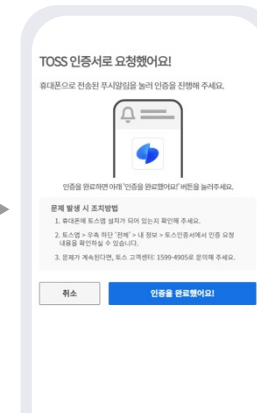 TOSS 인증서로 요청했어요!
휴대폰으로 전송된 푸시알림을 눌러 인증을 진행해 주세요.
인증을 완료하면 아래 '인증을 완료했어요!' 버튼을 눌러주세요.
문제 발생 시 조치방법
1. 휴대폰에 토스앱 설치가 되어 있는지 확인해 주세요.
2. 토스앱 > 우측 하단 '전체' > 내 정보 > 토스인증서에서 인증 요청
내용을 확인하실 수 있습니다.
3. 문제가 계속된다면, 토스 고객센터: 1599-4905로 문의해 주세요.
취소
인증을 완료했어요!